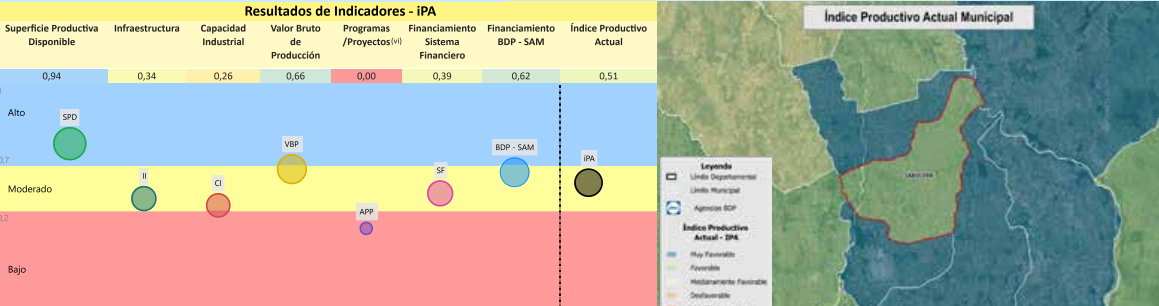 Resultados de Indicadores - iPA
Superficie Productiva
Disponible
Infraestructura
Capacidad
Industrial
Valor Bruto
de
Producción
Programas
/Proyectos(vi)
Financiamiento
Sistema
Financiero
Financiamiento
BDP - SAM
Índice Productivo
Actual
0,94
0,34
0,26
0,66
0,00
0,39
0,62
0,51
Alto
0,7
Moderado
0,2
Bajo
SPD
II
CI
VBP
APP
SF
BDP - SAM
iPA
Índice Productivo Actual Municipal
Leyenda
Limite Departamental
Limite Municipal
Agencias BDP
Índice Productivo
Actual - IPA
Muy Favorable
Favorable
Medianamente Favorable
Desfavorable